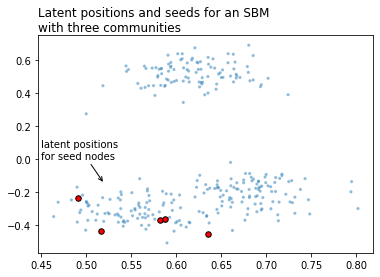 Latent positions and seeds for an SBM
with three communities
0.6
0.4
0.2
0.0
−0.2
−0.4
latent positions
for seed nodes
0.45 0.50 0.55 0.60 0.65 0.70 0.75 0.80